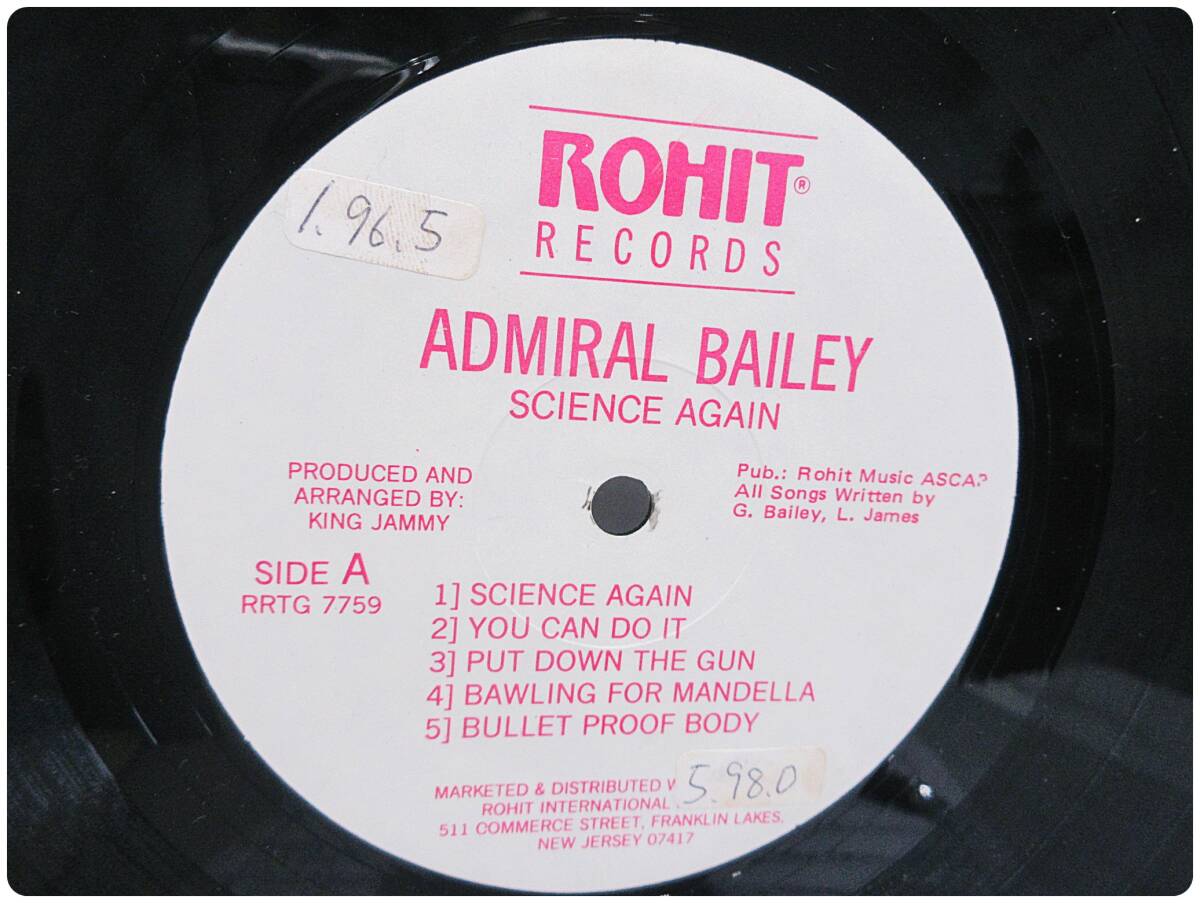 ROHIT®
RECORDS
1.96.5
ADMIRAL BAILEY
SCIENCE AGAIN
PRODUCED AND
ARRANGED BY:
KING JAMMY
Pub.: Rohit Music
All Songs Written by
G. Bailey, L. James
SIDE A
RRTG 7759
1] SCIENCE AGAIN
2] YOU CAN DO IT
3] PUT DOWN THE GUN
4] BAWLING FOR MANDELLA
5] BULLET PROOF BODY
5.98.0
MARKETED & DISTRIBUTED
ROHIT INTERNATIONAL
511 COMMERCE STREET, FRANKLIN LAKES,
NEW JERSEY 07417